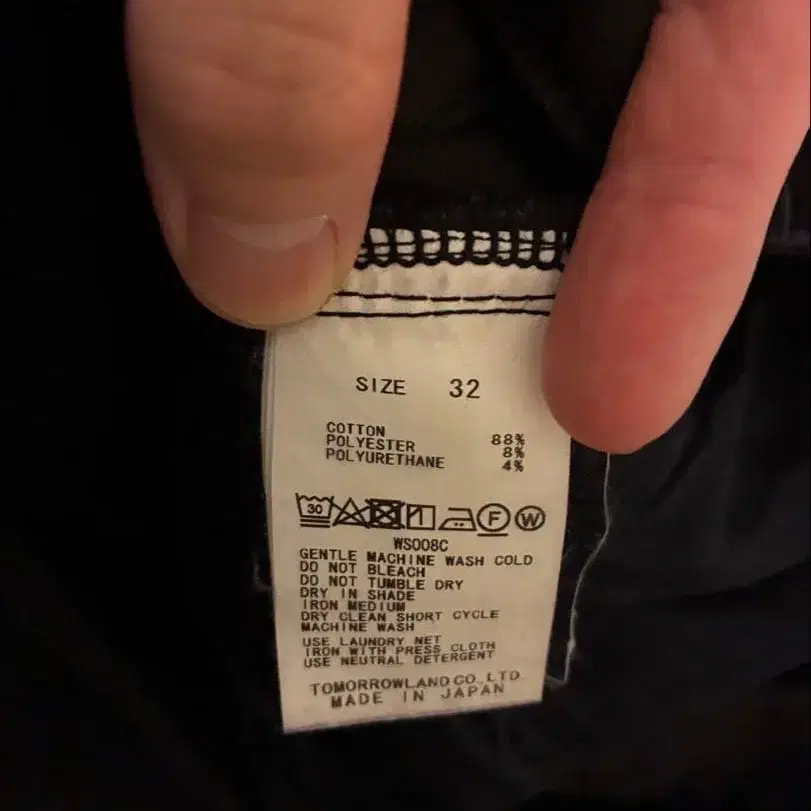 SIZE 32
COTTON 88%
POLYESTER 8%
POLYURETHANE 4%
30 F W
WS008C
GENTLE MACHINE WASH COLD
DO NOT BLEACH
DO NOT TUMBLE DRY
DRY IN SHADE
IRON MEDIUM
DRY CLEAN SHORT CYCLE
MACHINE WASH
USE LAUNDRY NET
IRON WITH PRESS CLOTH
USE NEUTRAL DETERGENT
TOMORROWLAND CO., LTD.
MADE IN JAPAN